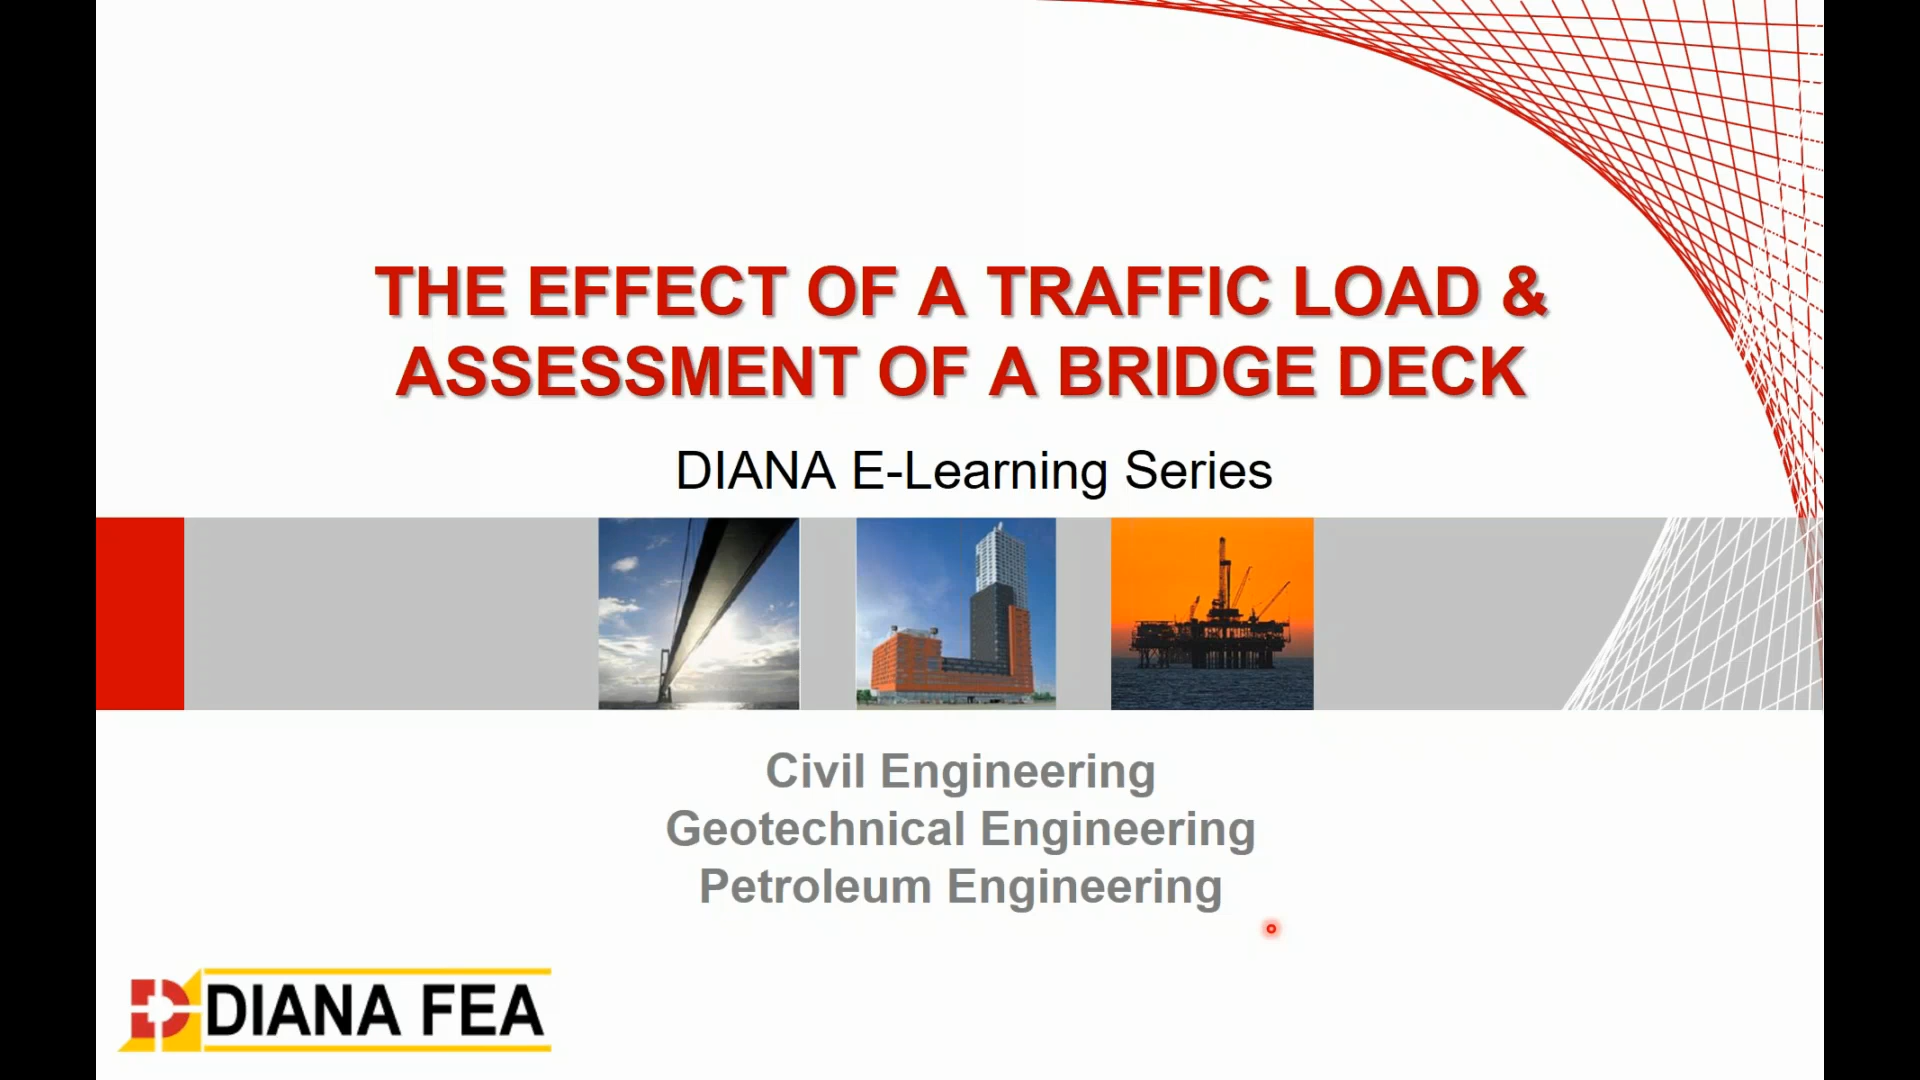 THE EFFECT OF A TRAFFIC LOAD &
ASSESSMENT OF A BRIDGE DECK
DIANA E-Learning Series
Civil Engineering
Geotechnical Engineering
Petroleum Engineering
DIANA FEA